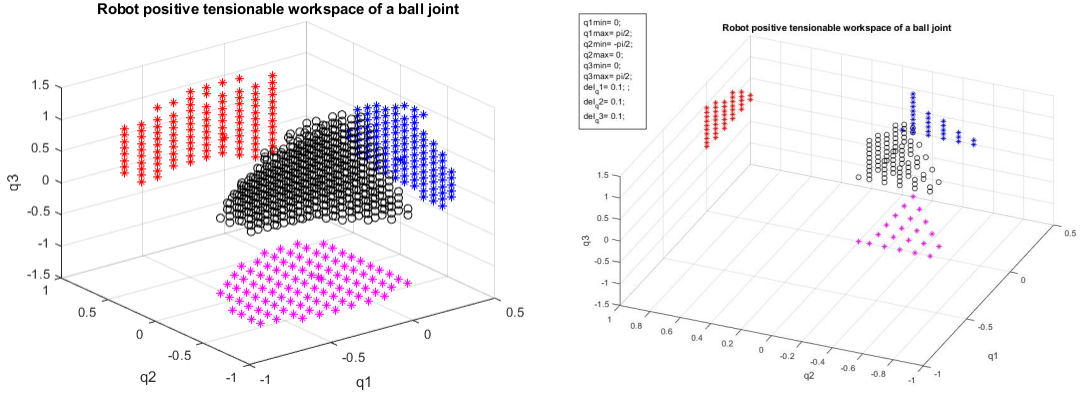 Robot positive tensionable workspace of a ball joint
1.5
1
0.5
0
-0.5
-1
-1.5
q3
1
0.5
0
-0.5
-1
q2
-1
-0.5
0
0.5
q1
q1min= 0;
q1max= pi/2;
q2min= -pi/2;
q2max= 0;
q3min= 0;
q3max= pi/2;
del_q1= 0.1; ;
del_q2= 0.1;
del_q3= 0.1;
Robot positive tensionable workspace of a ball joint
1.5
1
0.5
0
-0.5
-1
-1.5
q3
1
0.8
0.6
0.4
0.2
0
-0.2
-0.4
-0.6
-0.8
-1
q2
-1
-0.5
0
0.5
q1